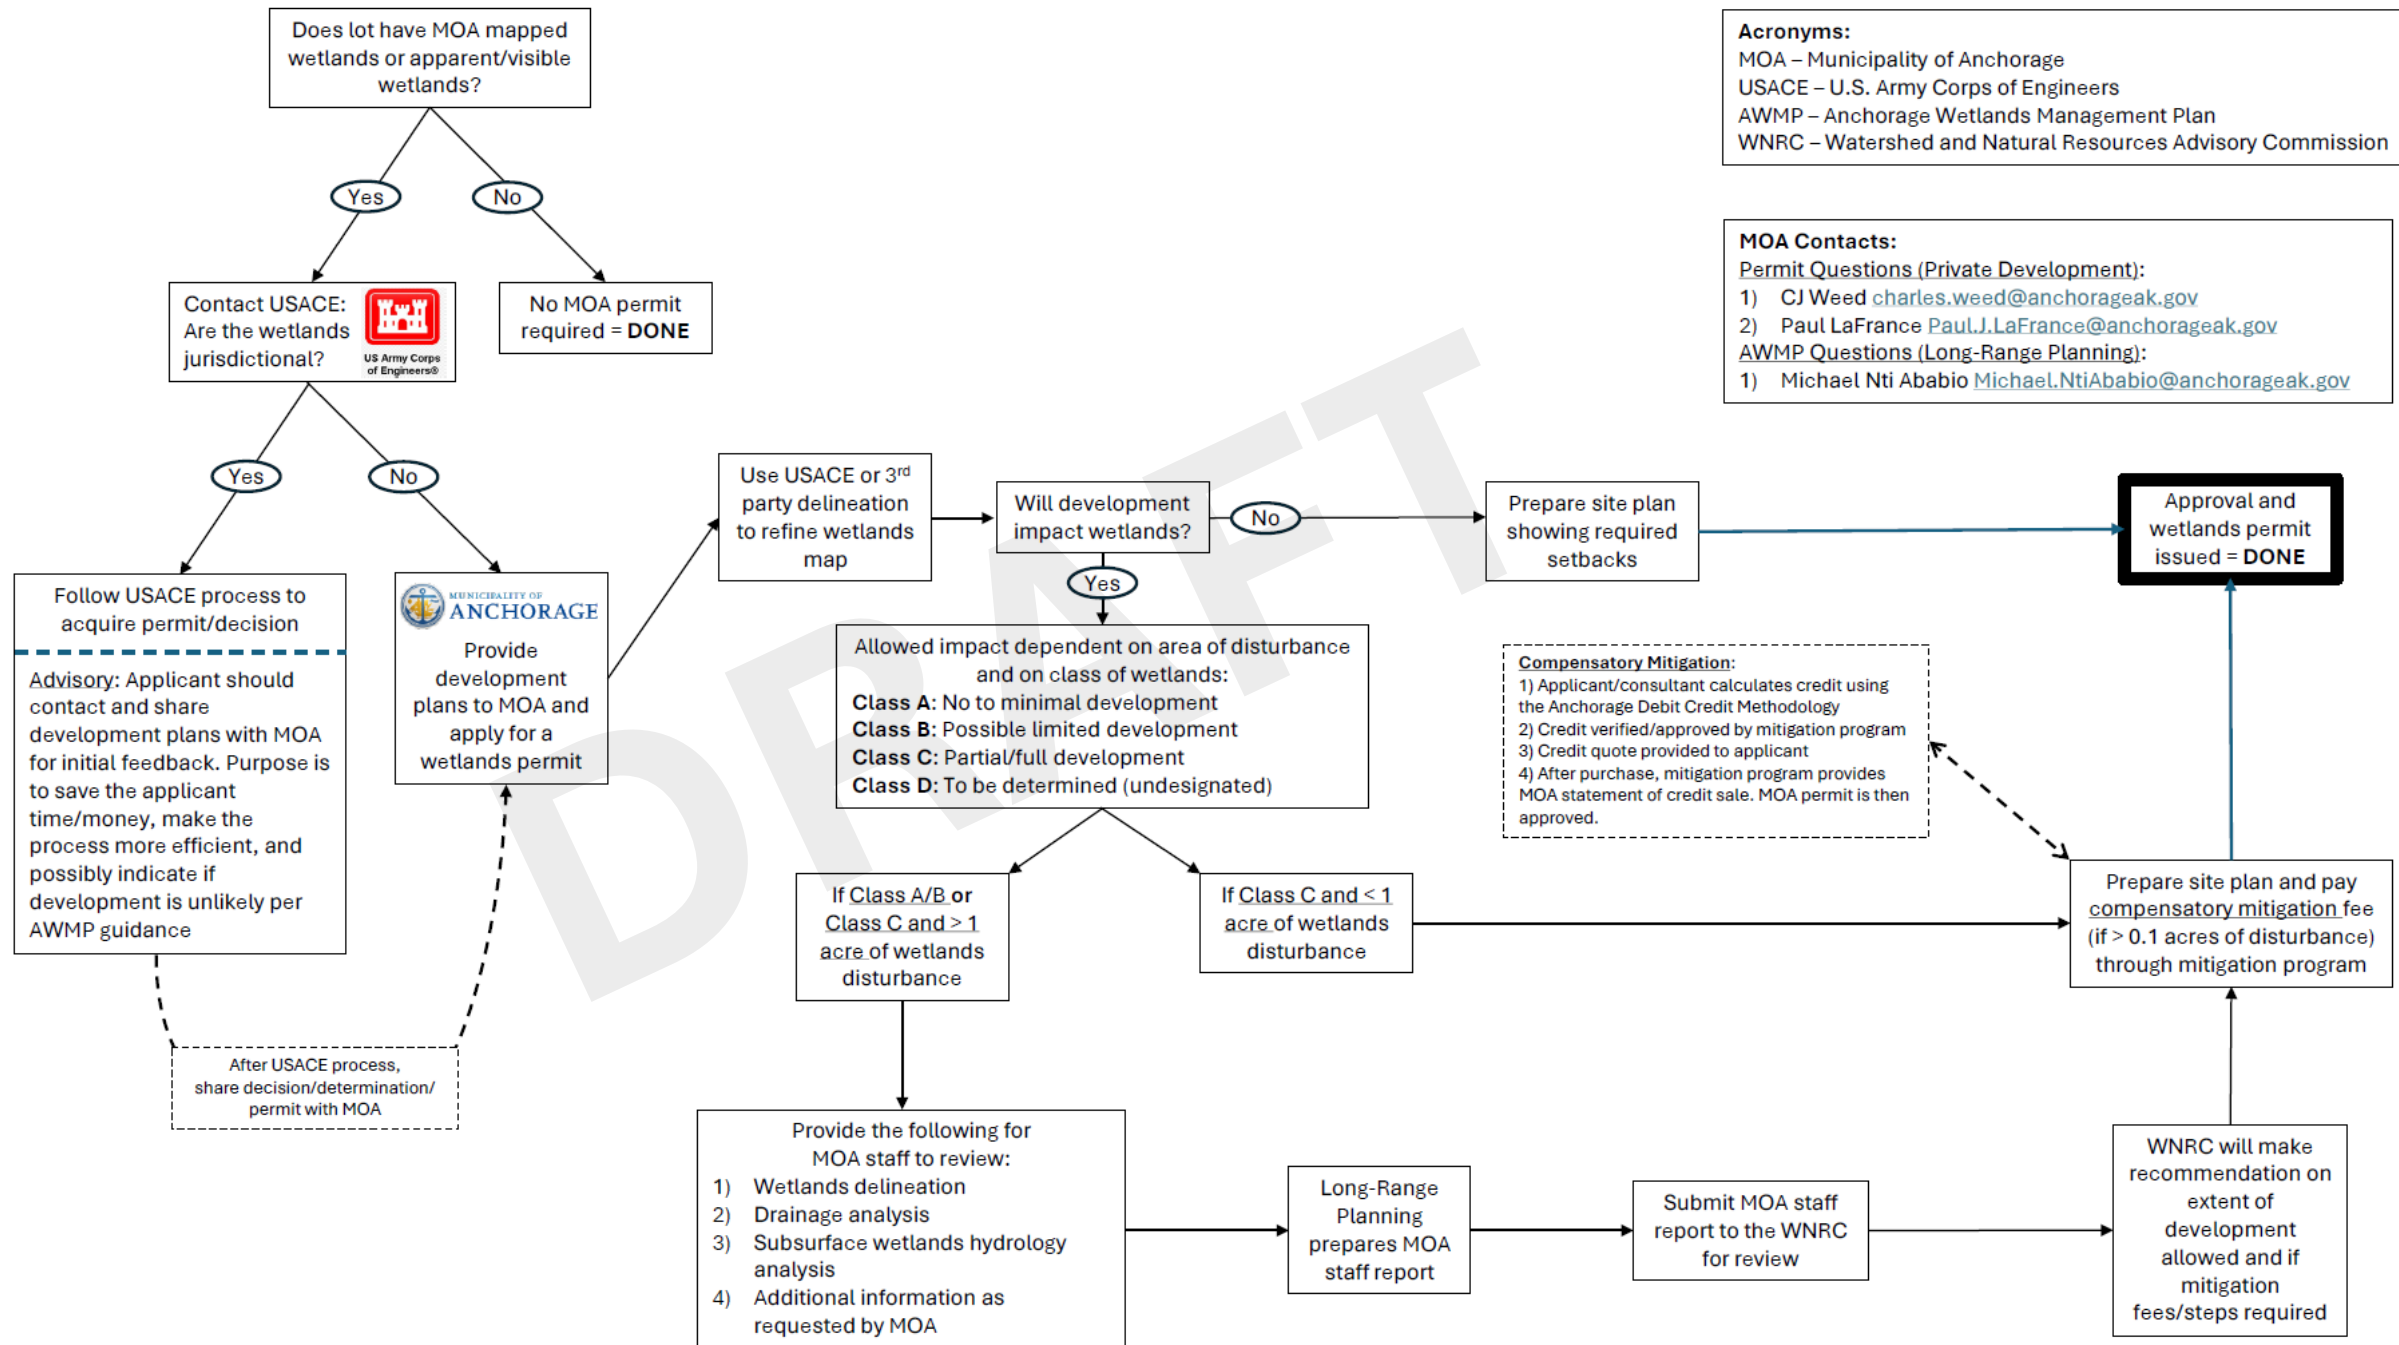 Does lot have MOA mapped
wetlands or apparent/visible
wetlands?
Yes
No
Contact USACE:
Are the wetlands
jurisdictional?
US Army Corps
of Engineers®
No MOA permit
required = DONE
Acronyms:
MOA – Municipality of Anchorage
USACE – U.S. Army Corps of Engineers
AWMP – Anchorage Wetlands Management Plan
WNRC – Watershed and Natural Resources Advisory Commission
MOA Contacts:
Permit Questions (Private Development):
1) CJ Weed charles.weed@anchorageak.gov
2) Paul LaFrance Paul.J.LaFrance@anchorageak.gov
AWMP Questions (Long-Range Planning):
1) Michael Nti Ababio Michael.NtiAbabio@anchorageak.gov
Yes
No
Follow USACE process to
acquire permit/decision
Advisory: Applicant should
contact and share
development plans with MOA
for initial feedback. Purpose is
to save the applicant
time/money, make the
process more efficient, and
possibly indicate if
development is unlikely per
AWMP guidance
After USACE process,
share decision/determination/
permit with MOA
MUNICIPALITY OF
ANCHORAGE
Provide
development
plans to MOA and
apply for a
wetlands permit
Use USACE or 3rd
party delineation
to refine wetlands
map
Will development
impact wetlands?
No
Prepare site plan
showing required
setbacks
Approval and
wetlands permit
issued = DONE
Yes
Allowed impact dependent on area of disturbance
and on class of wetlands:
Class A: No to minimal development
Class B: Possible limited development
Class C: Partial/full development
Class D: To be determined (undesignated)
Compensatory Mitigation:
1) Applicant/consultant calculates credit using
the Anchorage Debit Credit Methodology
2) Credit verified/approved by mitigation program
3) Credit quote provided to applicant
4) After purchase, mitigation program provides
MOA statement of credit sale. MOA permit is then
approved.
If Class A/B or
Class C and > 1
acre of wetlands
disturbance
If Class C and < 1
acre of wetlands
disturbance
Prepare site plan and pay
compensatory mitigation fee
(if > 0.1 acres of disturbance)
through mitigation program
Provide the following for
MOA staff to review:
1) Wetlands delineation
2) Drainage analysis
3) Subsurface wetlands hydrology
analysis
4) Additional information as
requested by MOA
Long-Range
Planning
prepares MOA
staff report
Submit MOA staff
report to the WNRC
for review
WNRC will make
recommendation on
extent of
development
allowed and if
mitigation
fees/steps required
DRAFT